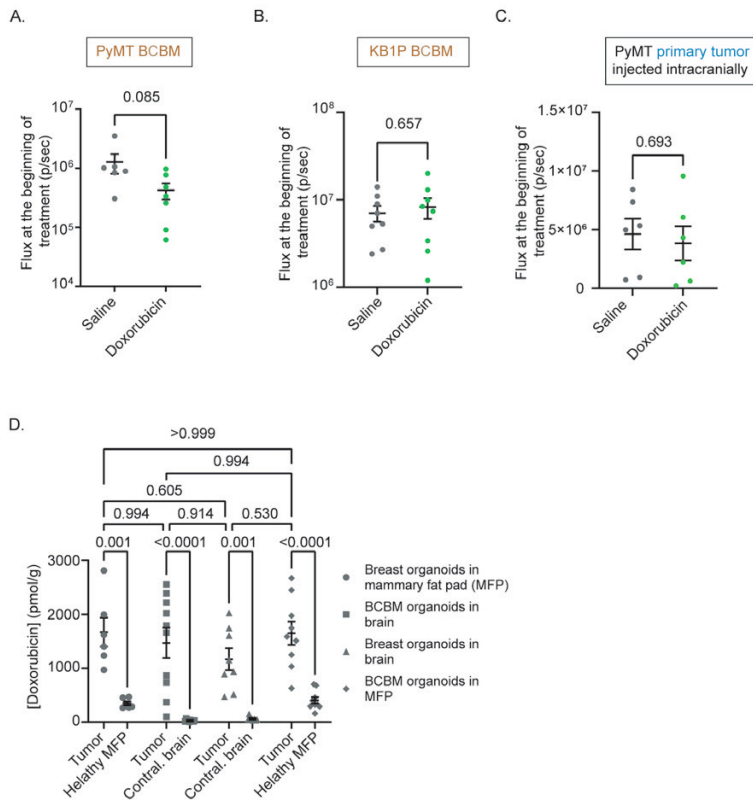 A.
PyMT BCBM
0.085
10^7
10^6
10^5
10^4
Flux at the beginning of
treatment (p/sec)
Saline
Doxorubicin
B.
KB1P BCBM
0.657
10^8
10^7
10^6
Flux at the beginning of
treatment (p/sec)
Saline
Doxorubicin
C.
PyMT primary tumor
injected intracranially
0.693
1.5×10^7
1×10^7
5×10^6
0
Flux at the beginning of
treatment (p/sec)
Saline
Doxorubicin
D.
>0.999
0.994
0.605
0.994 0.914 0.530
0.001 <0.0001 0.001 <0.0001
3000
2000
1000
0
[Doxorubicin] (pmol/g)
Tumor
Helathy MFP
Tumor
Contral. brain
Tumor
Contral. brain
Tumor
Healthy MFP
Breast organoids in
mammary fat pad (MFP)
BCBM organoids in
brain
Breast organoids in
brain
BCBM organoids in
MFP